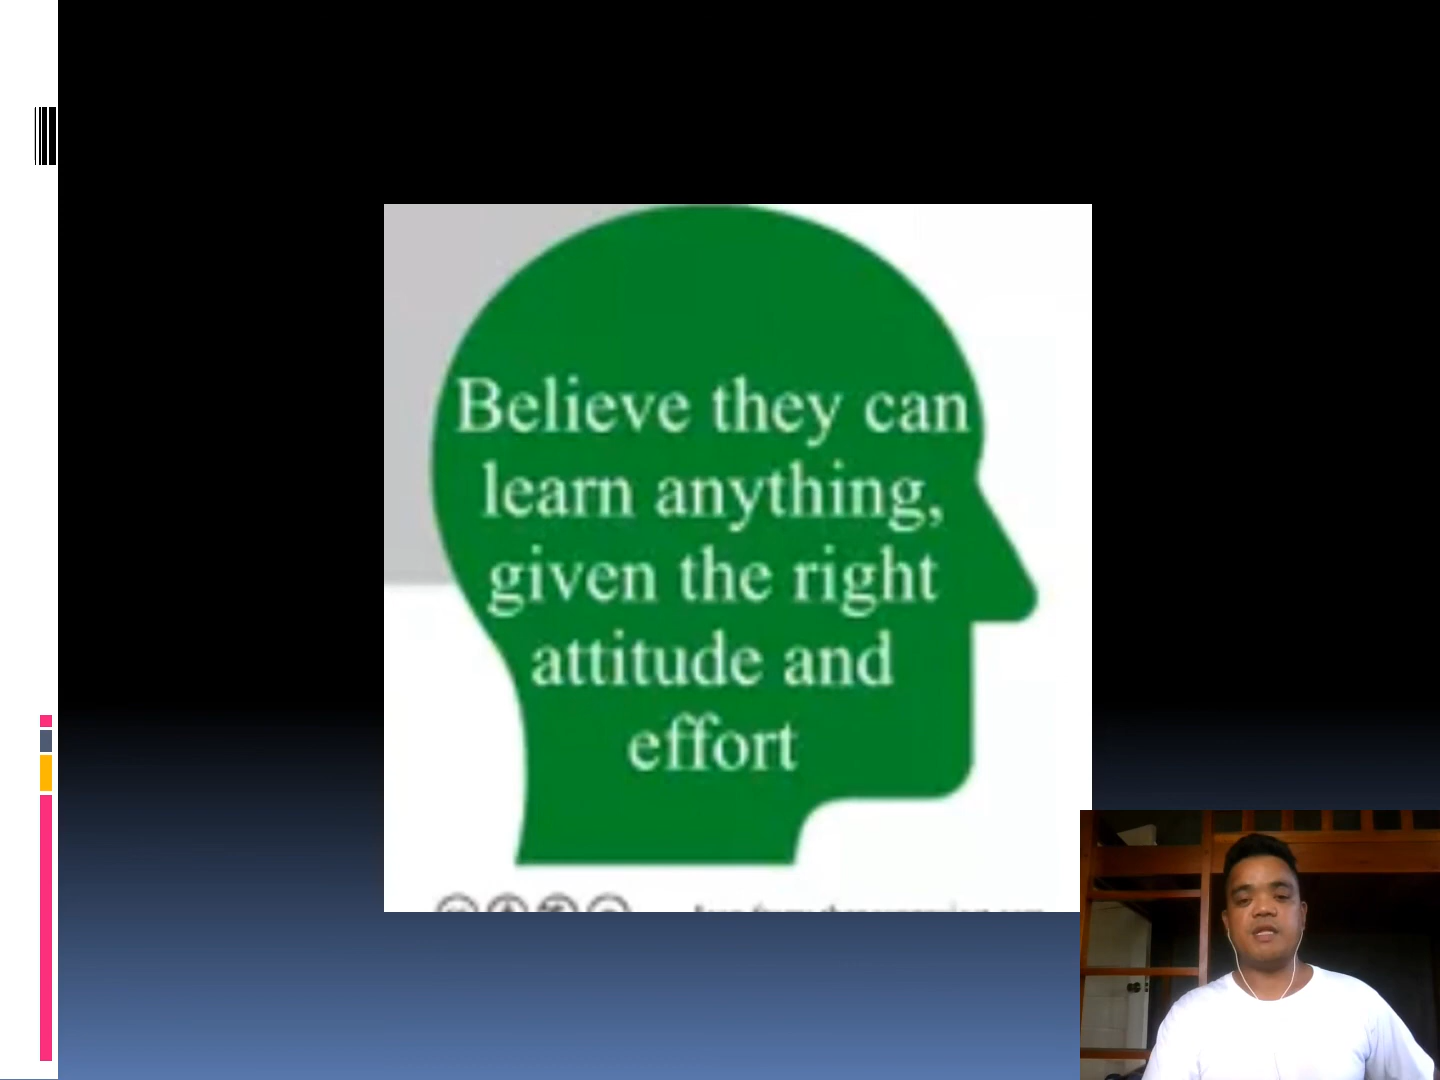 Believe they can
learn anything,
given the right
attitude and
effort